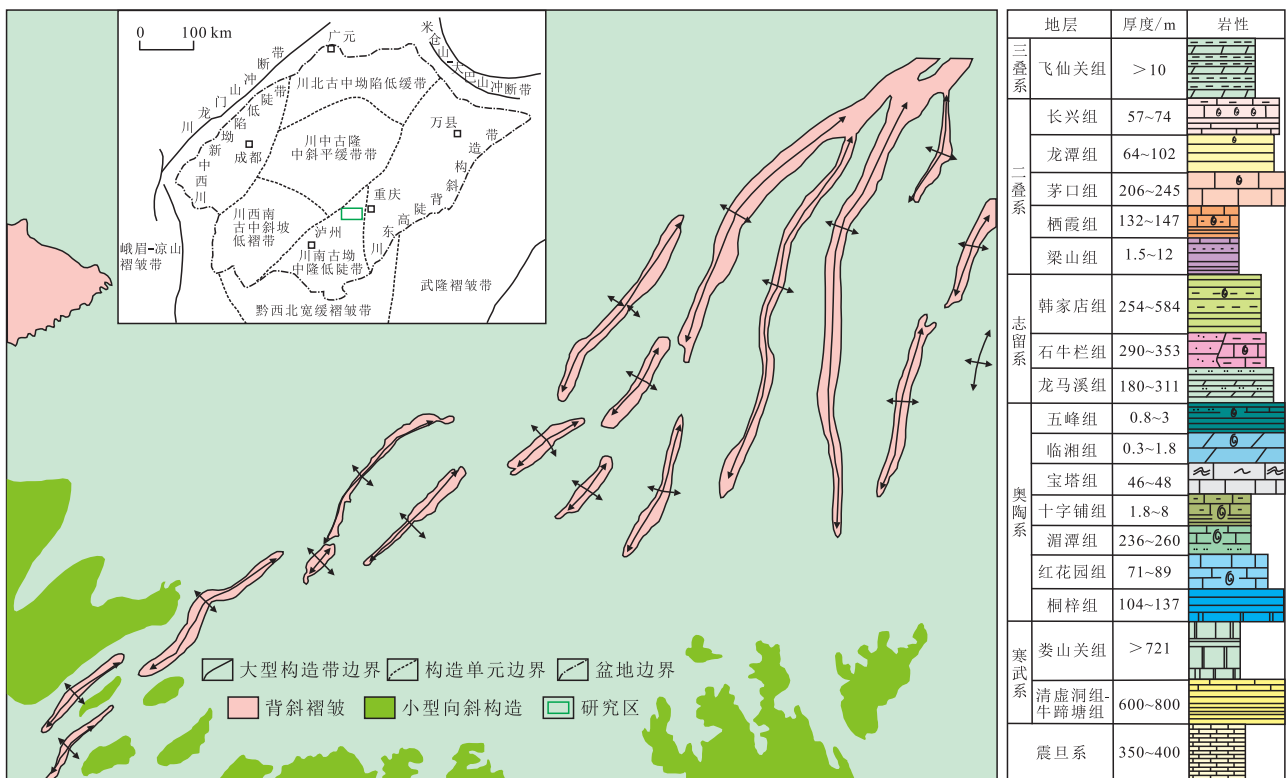 0 100 km
广元
米仓山-大巴山冲断带
龙门山冲断带
川北古中坳陷低缓带
川西中新坳陷低陡带
成都
川中古隆
中斜平缓带带
万县
川东高陡背斜构造带
重庆
川西南
古中斜坡
低褶带
泸州
川南古坳
中隆低陡带
峨眉-凉山
褶皱带
武隆褶皱带
黔西北宽缓褶皱带
大型构造带边界
构造单元边界
盆地边界
背斜褶皱
小型向斜构造
研究区
地层 厚度/m 岩性
三叠系
飞仙关组 >10
二叠系
长兴组 57~74
龙潭组 64~102
茅口组 206~245
栖霞组 132~147
梁山组 1.5~12
志留系
韩家店组 254~584
石牛栏组 290~353
龙马溪组 180~311
奥陶系
五峰组 0.8~3
临湘组 0.3~1.8
宝塔组 46~48
十字铺组 1.8~8
湄潭组 236~260
红花园组 71~89
桐梓组 104~137
寒武系
娄山关组 >721
清虚洞组-
牛蹄塘组 600~800
震旦系 350~400